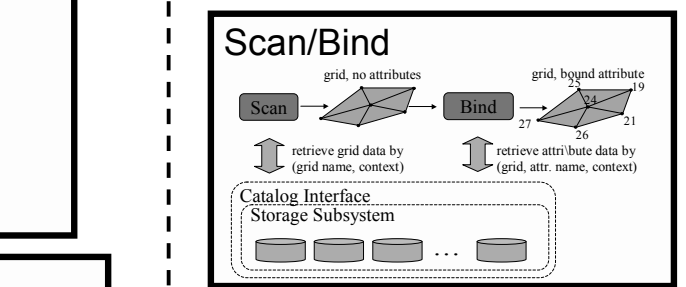 Scan/Bind
grid, no attributes
grid, bound attribute
25
19
Scan
Bind
24
27
21
26
retrieve grid data by
(grid name, context)
retrieve attri\bute data by
(grid, attr. name, context)
Catalog Interface
Storage Subsystem
...